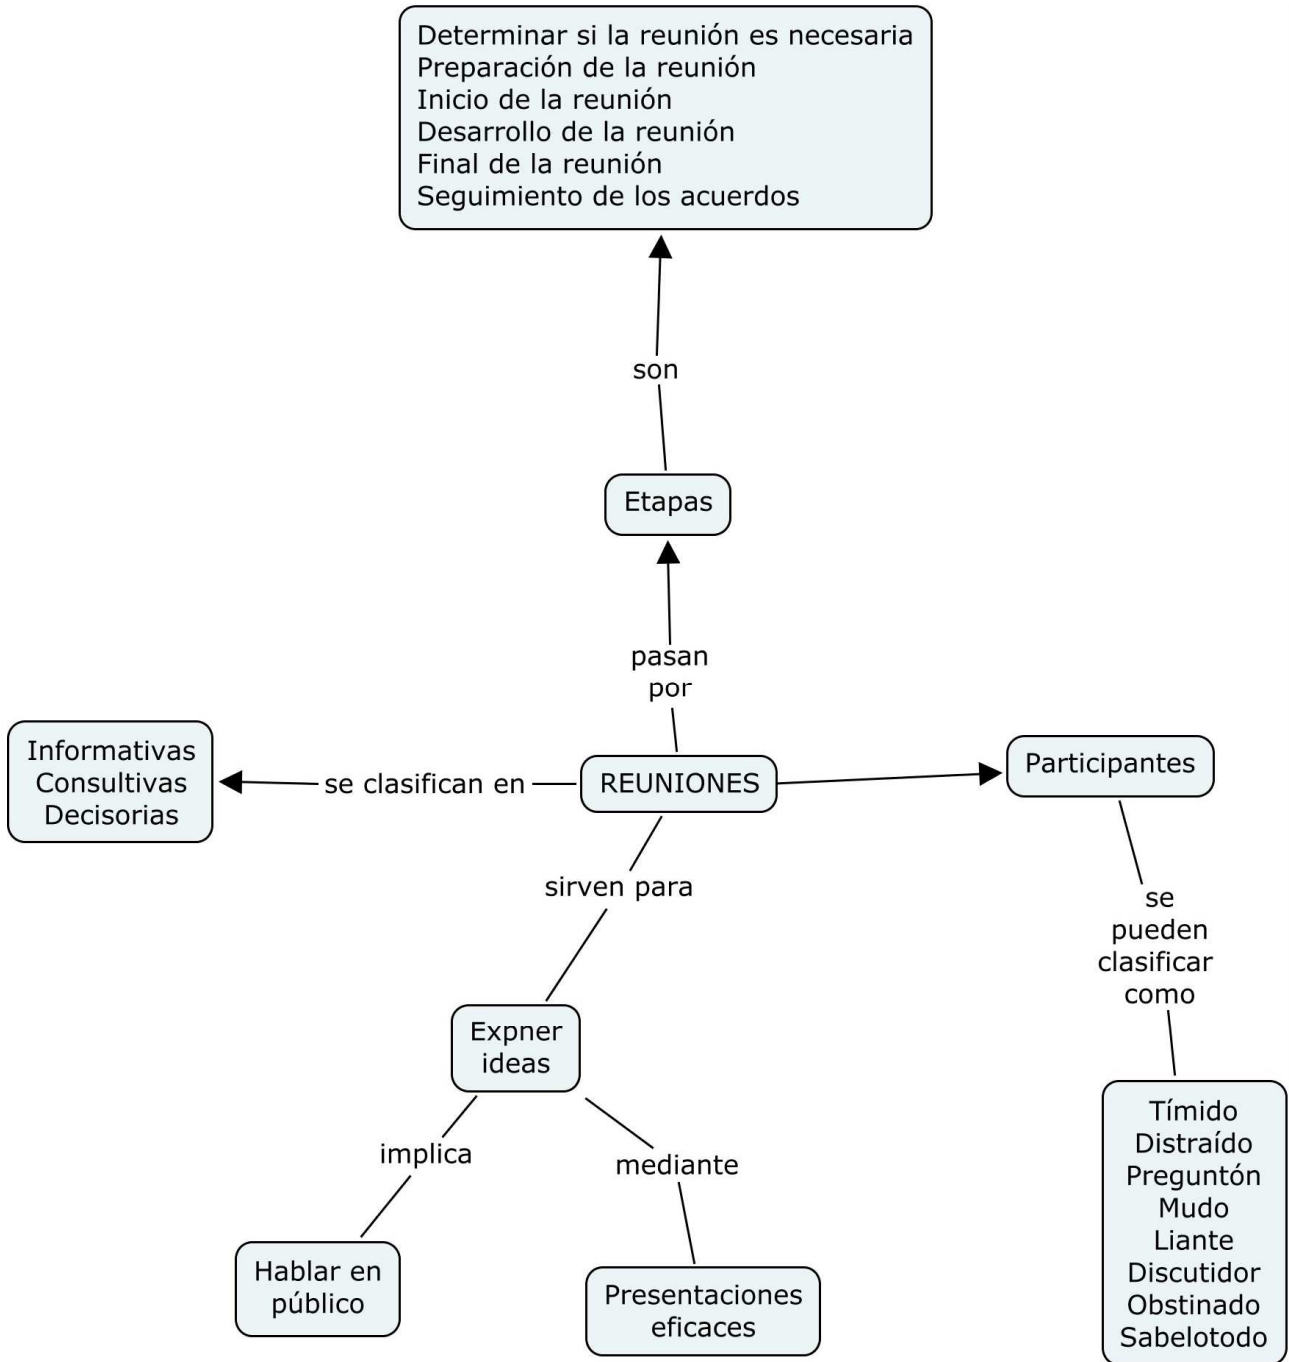 Determinar si la reunión es necesaria
Preparación de la reunión
Inicio de la reunión
Desarrollo de la reunión
Final de la reunión
Seguimiento de los acuerdos
son
Etapas
pasan
por
Informativas
Consultivas
Decisorias
se clasifican en
REUNIONES
Participantes
sirven para
se
pueden
clasificar
como
Expner
ideas
implica
mediante
Hablar en
público
Presentaciones
eficaces
Tímido
Distraído
Preguntón
Mudo
Liante
Discutidor
Obstinado
Sabelotodo